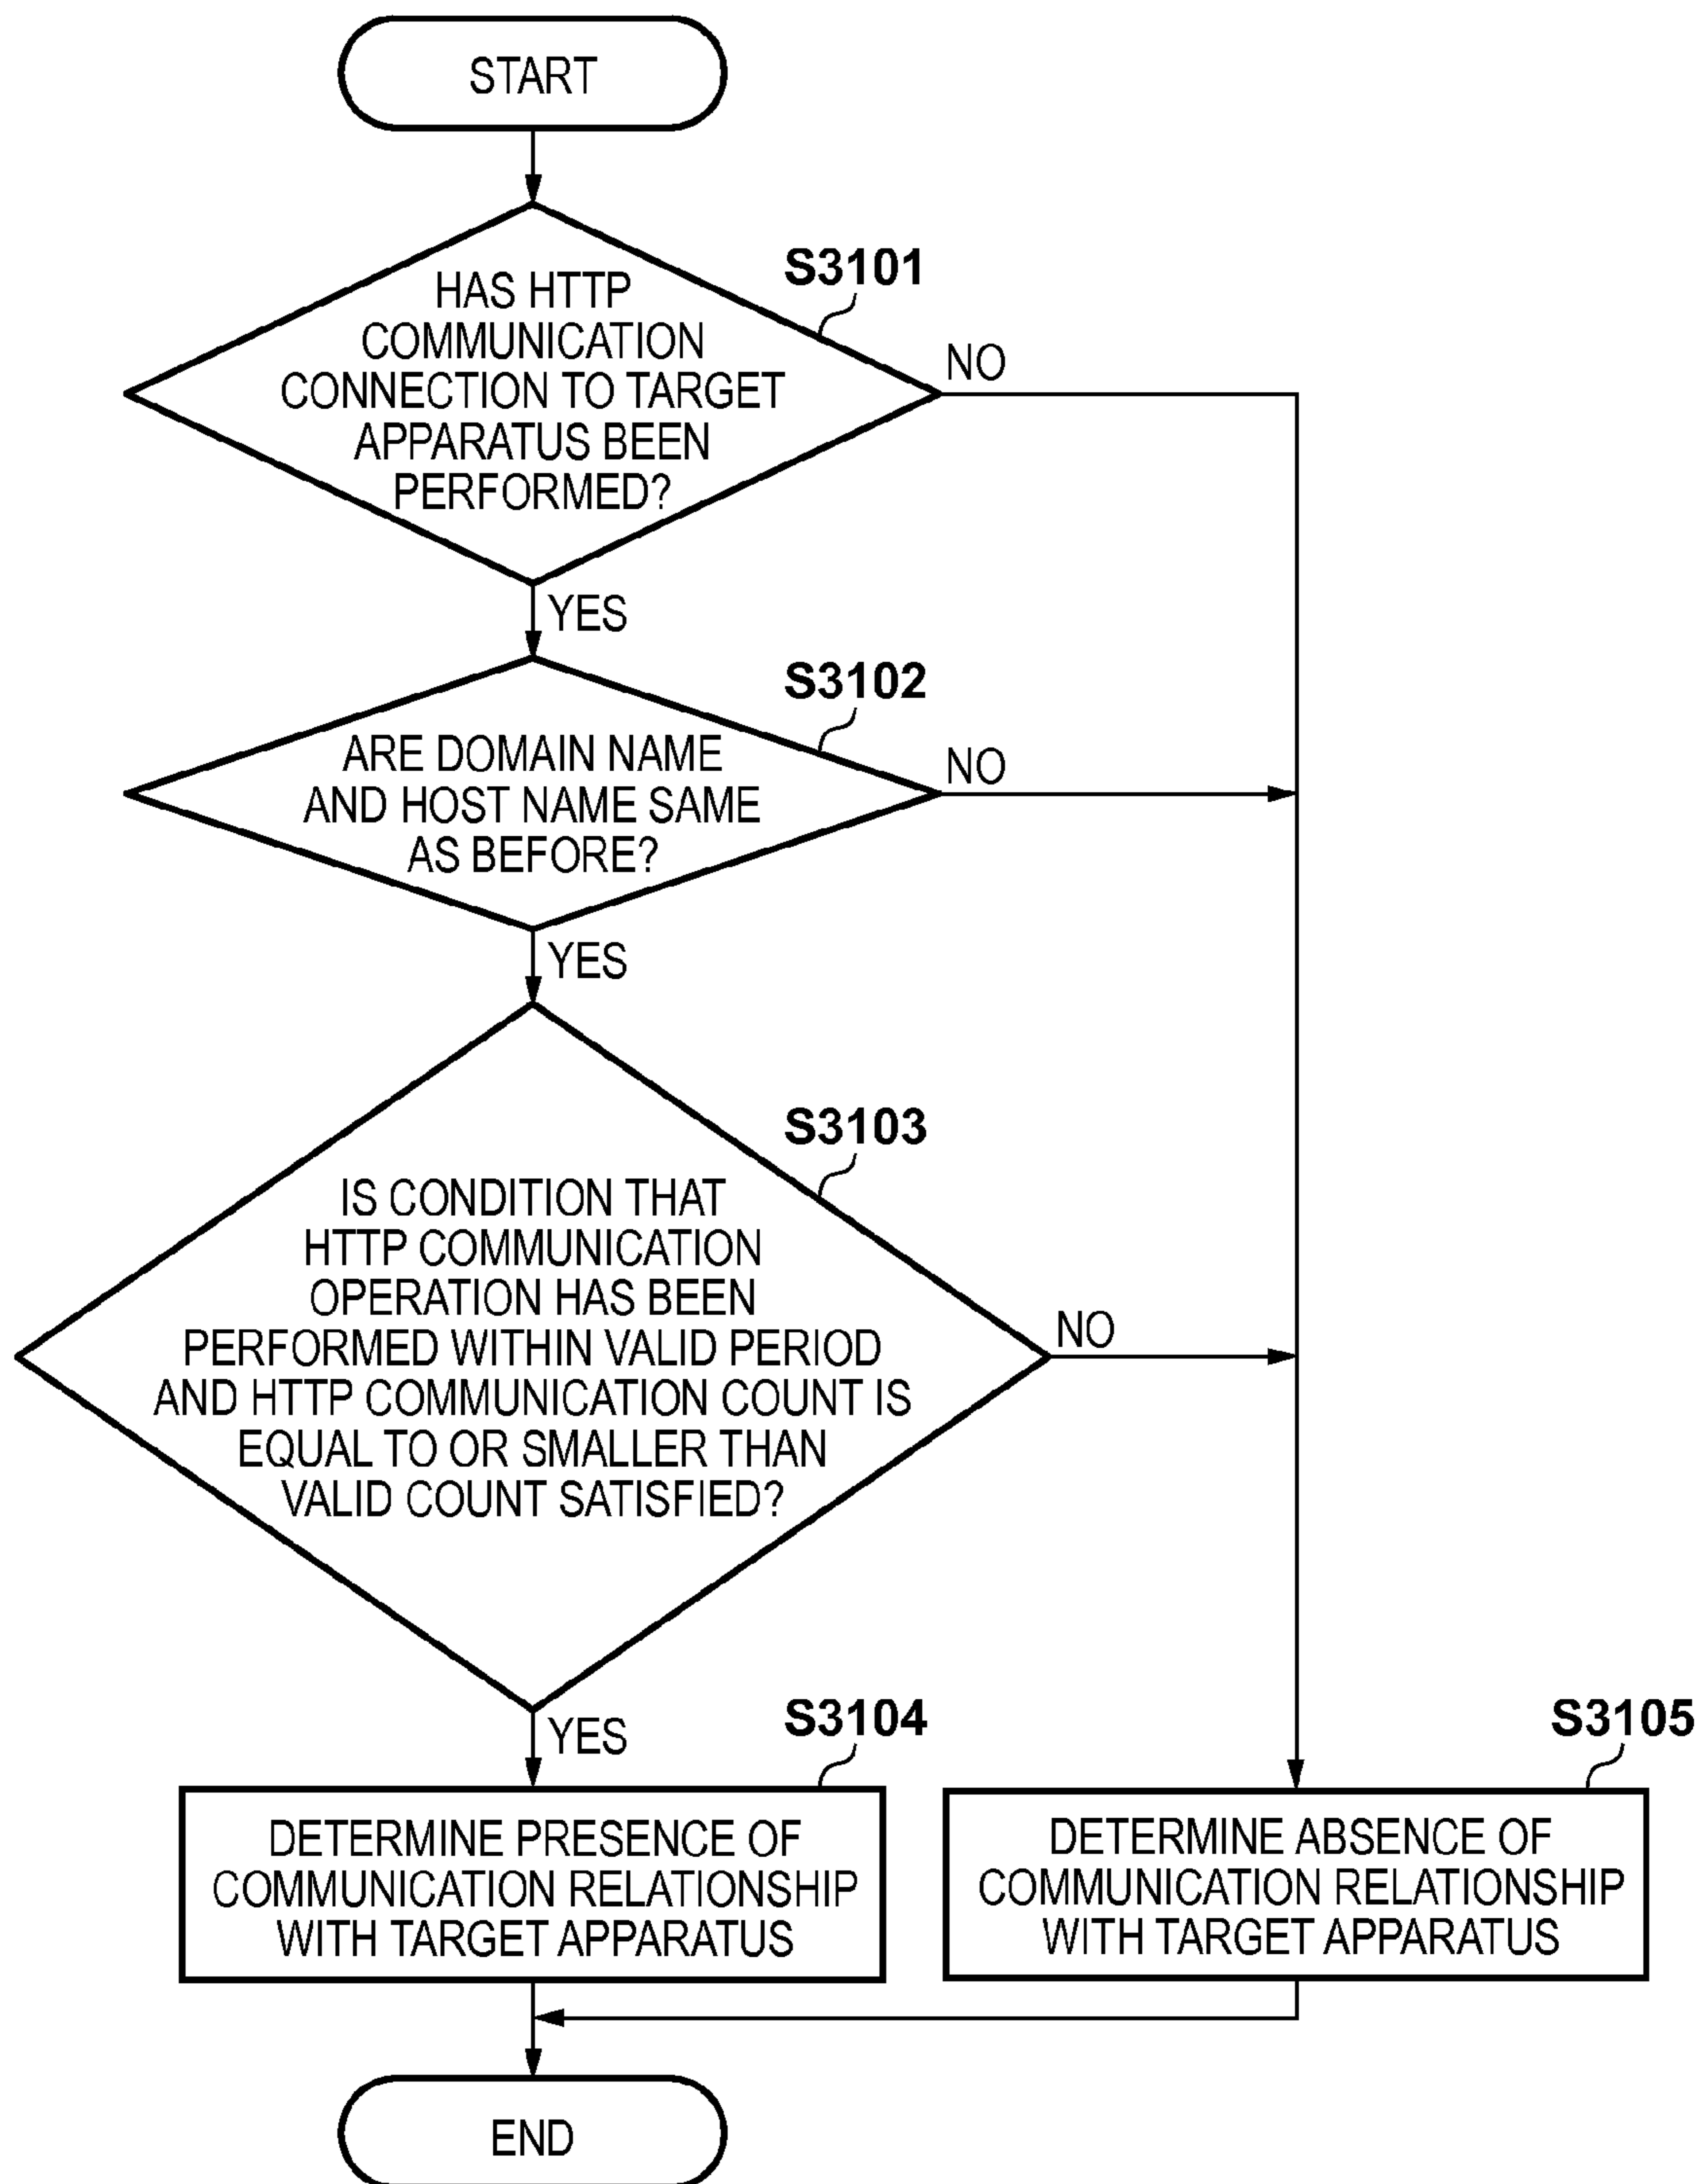 START
S3101
HAS HTTP
COMMUNICATION
CONNECTION TO TARGET
APPARATUS BEEN
PERFORMED?
NO
YES
S3102
ARE DOMAIN NAME
AND HOST NAME SAME
AS BEFORE?
NO
YES
S3103
IS CONDITION THAT
HTTP COMMUNICATION
OPERATION HAS BEEN
PERFORMED WITHIN VALID PERIOD
AND HTTP COMMUNICATION COUNT IS
EQUAL TO OR SMALLER THAN
VALID COUNT SATISFIED?
NO
YES
S3104
DETERMINE PRESENCE OF
COMMUNICATION RELATIONSHIP
WITH TARGET APPARATUS
S3105
DETERMINE ABSENCE OF
COMMUNICATION RELATIONSHIP
WITH TARGET APPARATUS
END